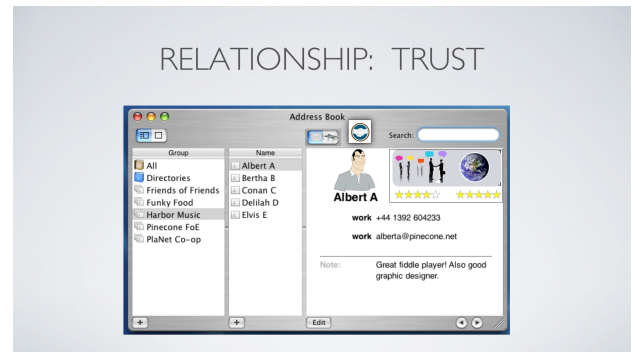 RELATIONSHIP: TRUST
Address Book
Search:
Group
All
Directories
Friends of Friends
Funky Food
Harbor Music
Pinecone FoE
PlaNet Co-op
Name
Albert A
Bertha B
Conan C
Delilah D
Elvis E
Albert A
work +44 1392 604233
work alberta@pinecone.net
Note: Great fiddle player! Also good
graphic designer.
Edit